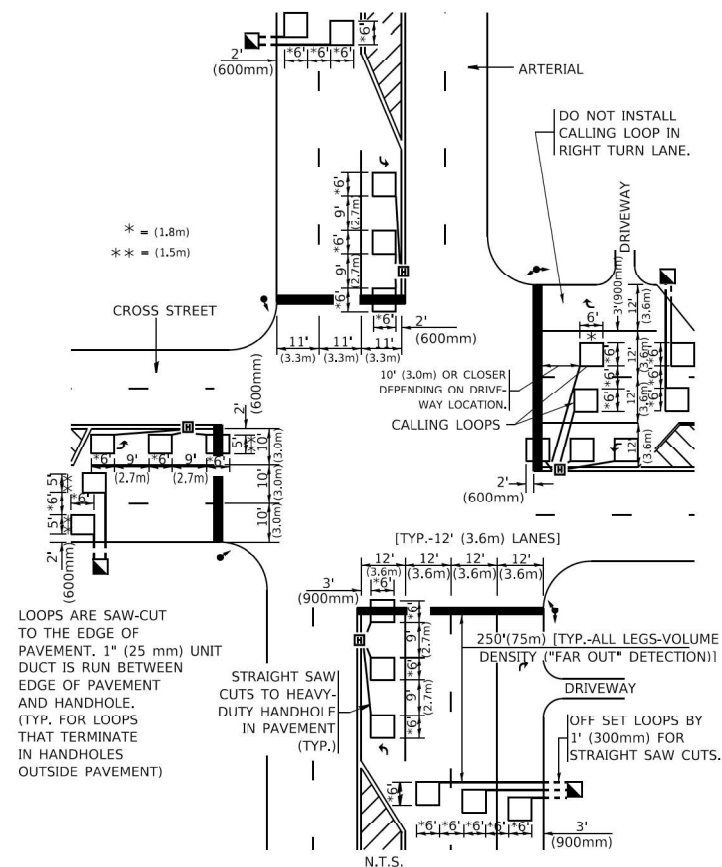 *6' *6' *6'
*6'
2'
(600mm)
ARTERIAL
DO NOT INSTALL
CALLING LOOP IN
RIGHT TURN LANE.
DRIVEWAY
* = (1.8m)
** = (1.5m)
*6'
9'
(2.7m)
*6'
9'
(2.7m)
*6'
H
*6'
2'
(600mm)
11' 11' 11'
(3.3m) (3.3m) (3.3m)
CROSS STREET
3'(900mm)
12'
(3.6m)
6'
*
12'
(3.6m)
12'
(3.6m)
12'
(3.6m)
*6'
*6'
*6'
*6'
*6'
*6'
10' (3.0m) OR CLOSER
DEPENDING ON DRIVE-
WAY LOCATION.
CALLING LOOPS
H
2'
(600mm)
2'
(600mm)
H
5'
**
10'
(3.0m)
10'
(3.0m)
10'
(3.0m)
*6' 9' 9' *6'
(2.7m) (2.7m)
5'
**
*6'
*6'
5'
**
2'
(600mm)
[TYP.-12' (3.6m) LANES]
12' 12' 12' 12'
(3.6m) (3.6m) (3.6m) (3.6m)
3'
(900mm)
*6'
*6'
9'
(2.7m)
*6'
9'
(2.7m)
*6'
H
LOOPS ARE SAW-CUT
TO THE EDGE OF
PAVEMENT. 1" (25 mm) UNIT
DUCT IS RUN BETWEEN
EDGE OF PAVEMENT
AND HANDHOLE.
(TYP. FOR LOOPS
THAT TERMINATE
IN HANDHOLES
OUTSIDE PAVEMENT)
STRAIGHT SAW
CUTS TO HEAVY-
DUTY HANDHOLE
IN PAVEMENT
(TYP.)
250'(75m) [TYP.-ALL LEGS-VOLUME
DENSITY ("FAR OUT" DETECTION)]
DRIVEWAY
OFF SET LOOPS BY
1' (300mm) FOR
STRAIGHT SAW CUTS.
*6'
*6' *6' *6' *6' *6'
3'
(900mm)
N.T.S.